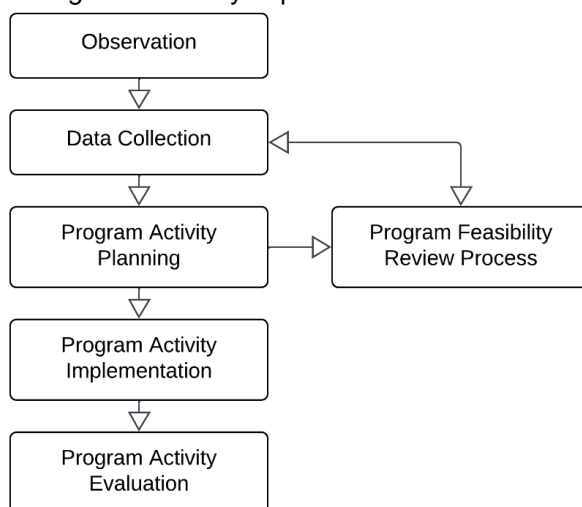 Observation
Data Collection
Program Activity
Planning
Program Feasibility
Review Process
Program Activity
Implementation
Program Activity
Evaluation